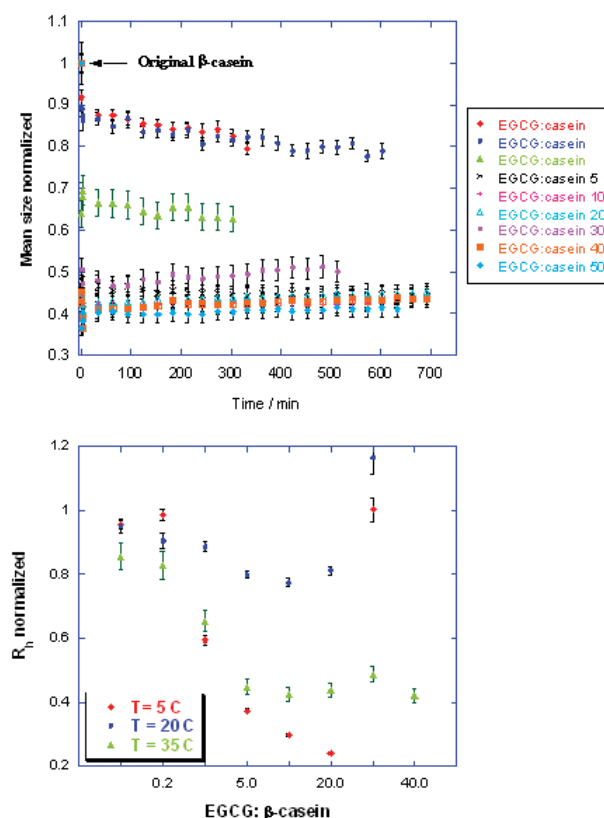 1.1
1
0.9
0.8
0.7
0.6
0.5
0.4
0.3
Mean size normalized
Original β-casein
0 100 200 300 400 500 600 700
Time / min
EGCG:casein
EGCG:casein
EGCG:casein
EGCG:casein 5
EGCG:casein 10
EGCG:casein 20
EGCG:casein 30
EGCG:casein 40
EGCG:casein 50
1.2
1
0.8
0.6
0.4
0.2
Rh normalized
T= 5 C
T = 20 C
T = 35 C
0.2 5.0 20.0 40.0
EGCG: β-casein